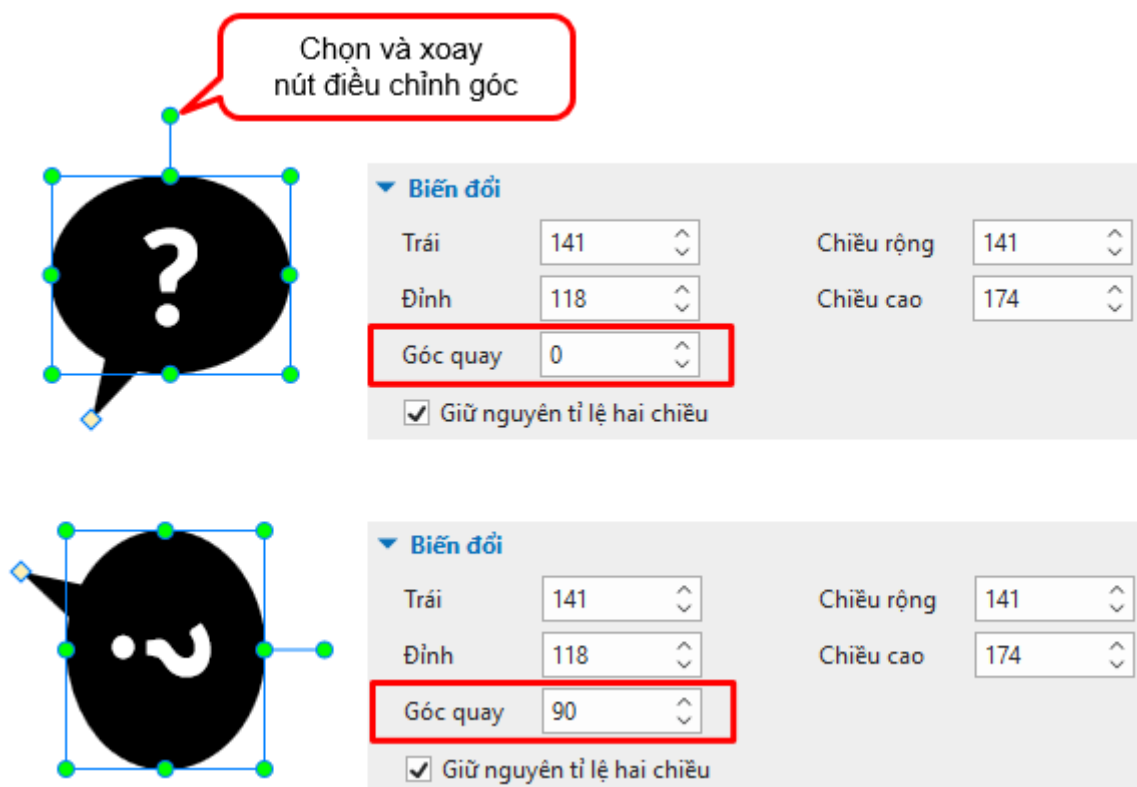 Chọn và xoay
nút điều chỉnh góc
?
Biến đổi
Trái 141 Chiều rộng 141
Đỉnh 118 Chiều cao 174
Góc quay 0
Giữ nguyên tỉ lệ hai chiều
?
Biến đổi
Trái 141 Chiều rộng 141
Đỉnh 118 Chiều cao 174
Góc quay 90
Giữ nguyên tỉ lệ hai chiều